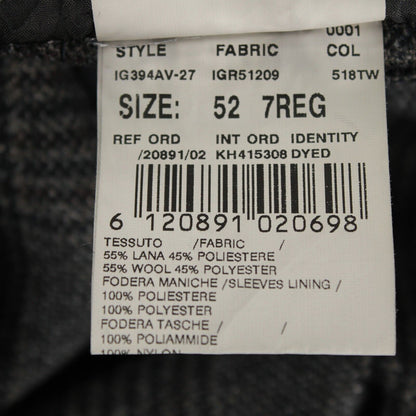 0001
STYLE FABRIC COL
IG394AV-27 IGR51209 518TW
SIZE: 52 7REG
REF ORD INT ORD IDENTITY
/20891/02 KH415308 DYED
6 120891 020698
TESSUTO /FABRIC /
55% LANA 45% POLIESTERE
55% WOOL 45% POLYESTER
FODERA MANICHE /SLEEVES LINING /
100% POLIESTERE
100% POLYESTER
FODERA TASCHE / /
100% POLIAMMIDE
100% NYLON